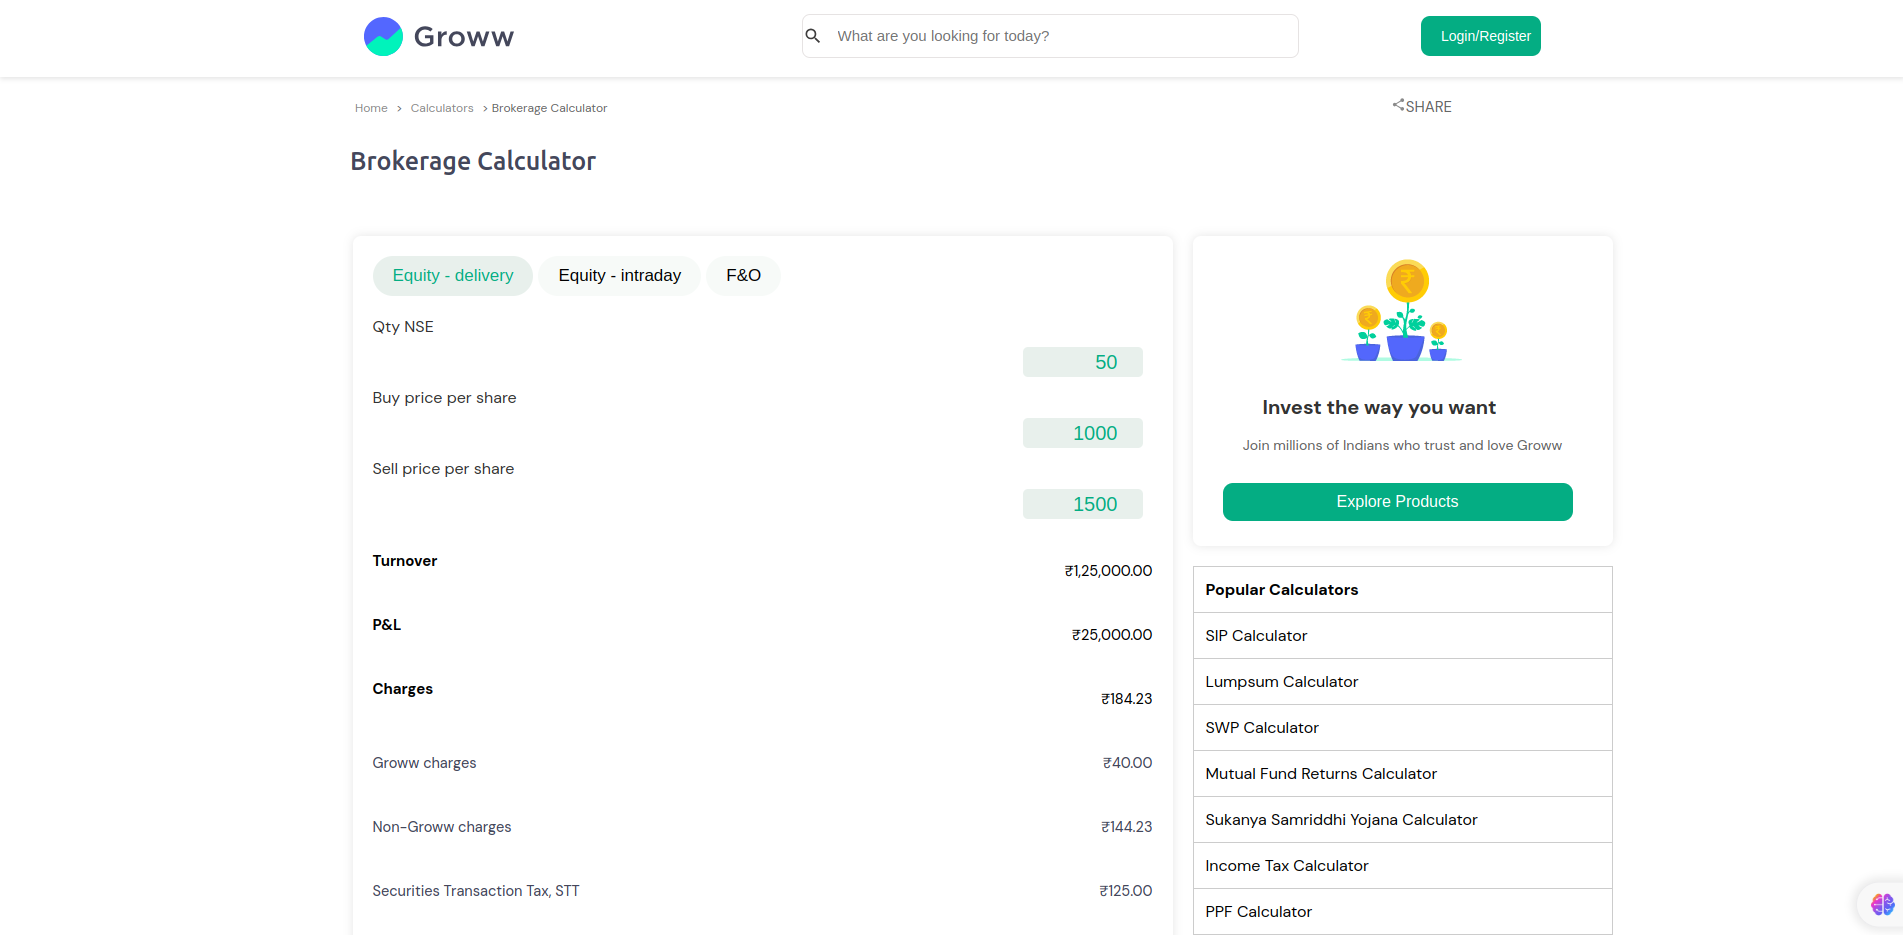 Groww
What are you looking for today?
Login/Register
Home > Calculators > Brokerage Calculator
SHARE
Brokerage Calculator
Equity - delivery
Equity - intraday
F&O
Qty NSE
50
Buy price per share
1000
Sell price per share
1500
Turnover
₹1,25,000.00
P&L
₹25,000.00
Charges
₹184.23
Groww charges
₹40.00
Non-Groww charges
₹144.23
Securities Transaction Tax, STT
₹125.00
Invest the way you want
Join millions of Indians who trust and love Groww
Explore Products
Popular Calculators
SIP Calculator
Lumpsum Calculator
SWP Calculator
Mutual Fund Returns Calculator
Sukanya Samriddhi Yojana Calculator
Income Tax Calculator
PPF Calculator